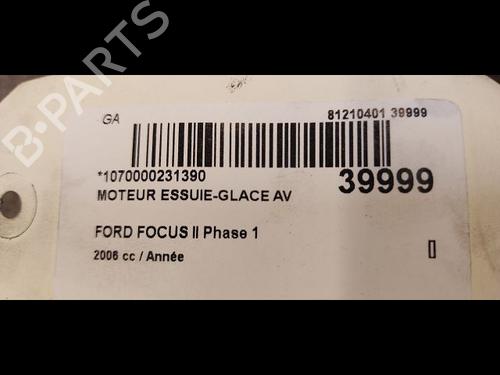 B-PARTS
GA
81210401 39999
*1070000231390
39999
MOTEUR ESSUIE-GLACE AV
FORD FOCUS II Phase 1
2006 cc / Année